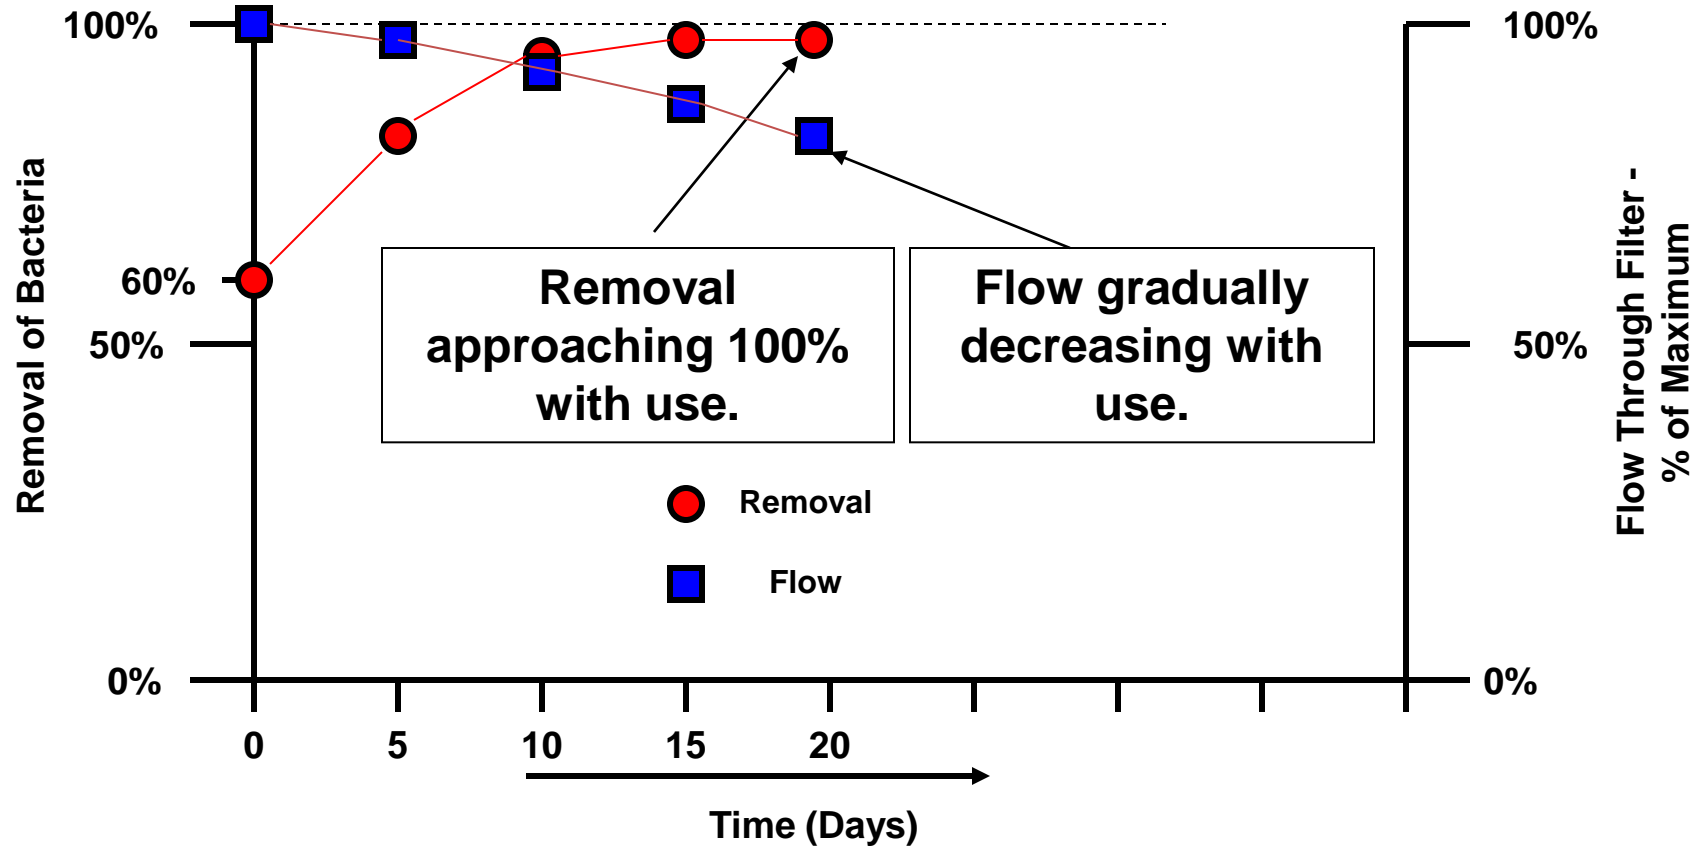 100%
100%
Removal of Bacteria
Flow Through Filter -
% of Maximum
60%
50%
50%
Removal
approaching 100%
with use.
Flow gradually
decreasing with
use.
Removal
Flow
0%
0%
0 5 10 15 20
Time (Days)